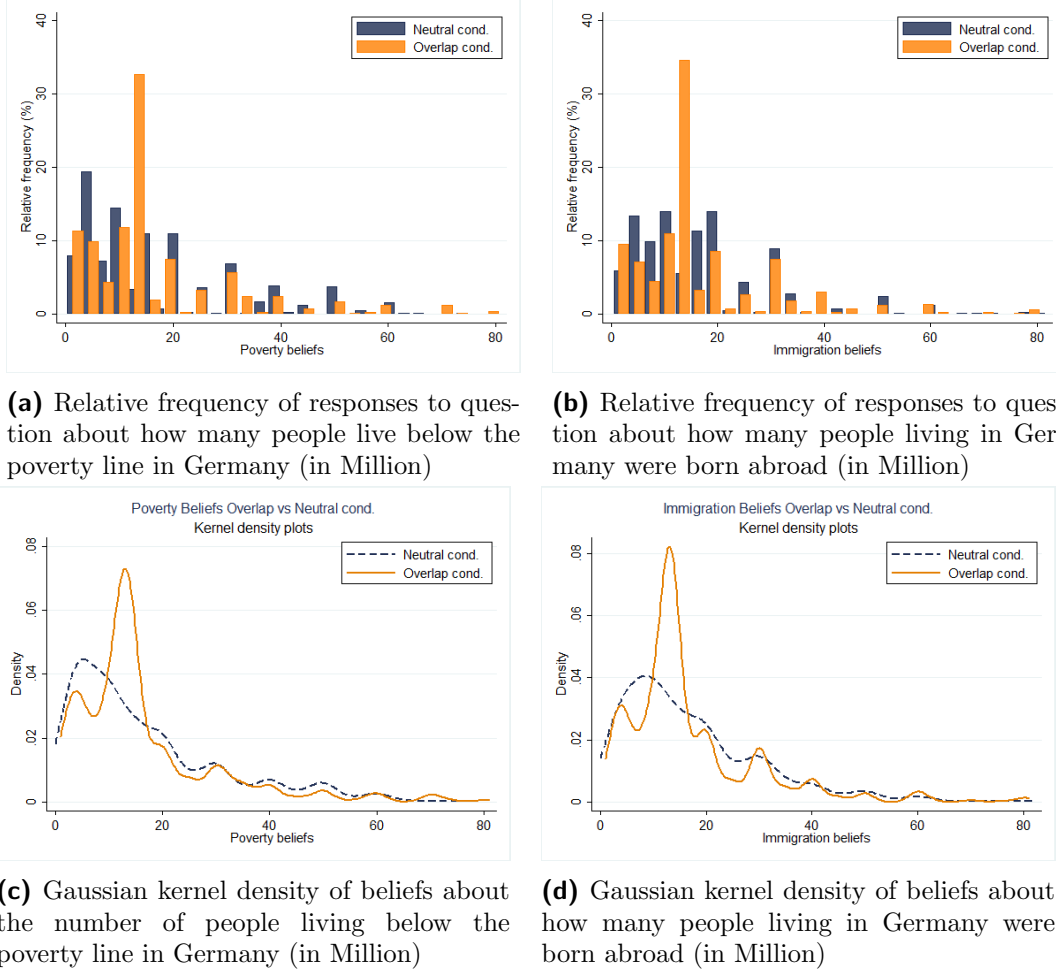 40
30
20
10
0
Relative frequency (%)
Neutral cond.
Overlap cond.
0 20 40 60 80
Poverty beliefs
40
30
20
10
0
Relative frequency (%)
Neutral cond.
Overlap cond.
0 20 40 60 80
Immigration beliefs
(a) Relative frequency of responses to ques-
tion about how many people live below the
poverty line in Germany (in Million)
(b) Relative frequency of responses to ques
tion about how many people living in Ger
many were born abroad (in Million)
Poverty Beliefs Overlap vs Neutral cond.
Kernel density plots
.08
.06
.04
.02
0
Density
Neutral cond.
Overlap cond.
0 20 40 60 80
Poverty beliefs
Immigration Beliefs Overlap vs Neutral cond.
Kernel density plots
.08
.06
.04
.02
0
Density
Neutral cond.
Overlap cond.
0 20 40 60 80
Immigration beliefs
(c) Gaussian kernel density of beliefs about
the number of people living below the
poverty line in Germany (in Million)
(d) Gaussian kernel density of beliefs about
how many people living in Germany were
born abroad (in Million)